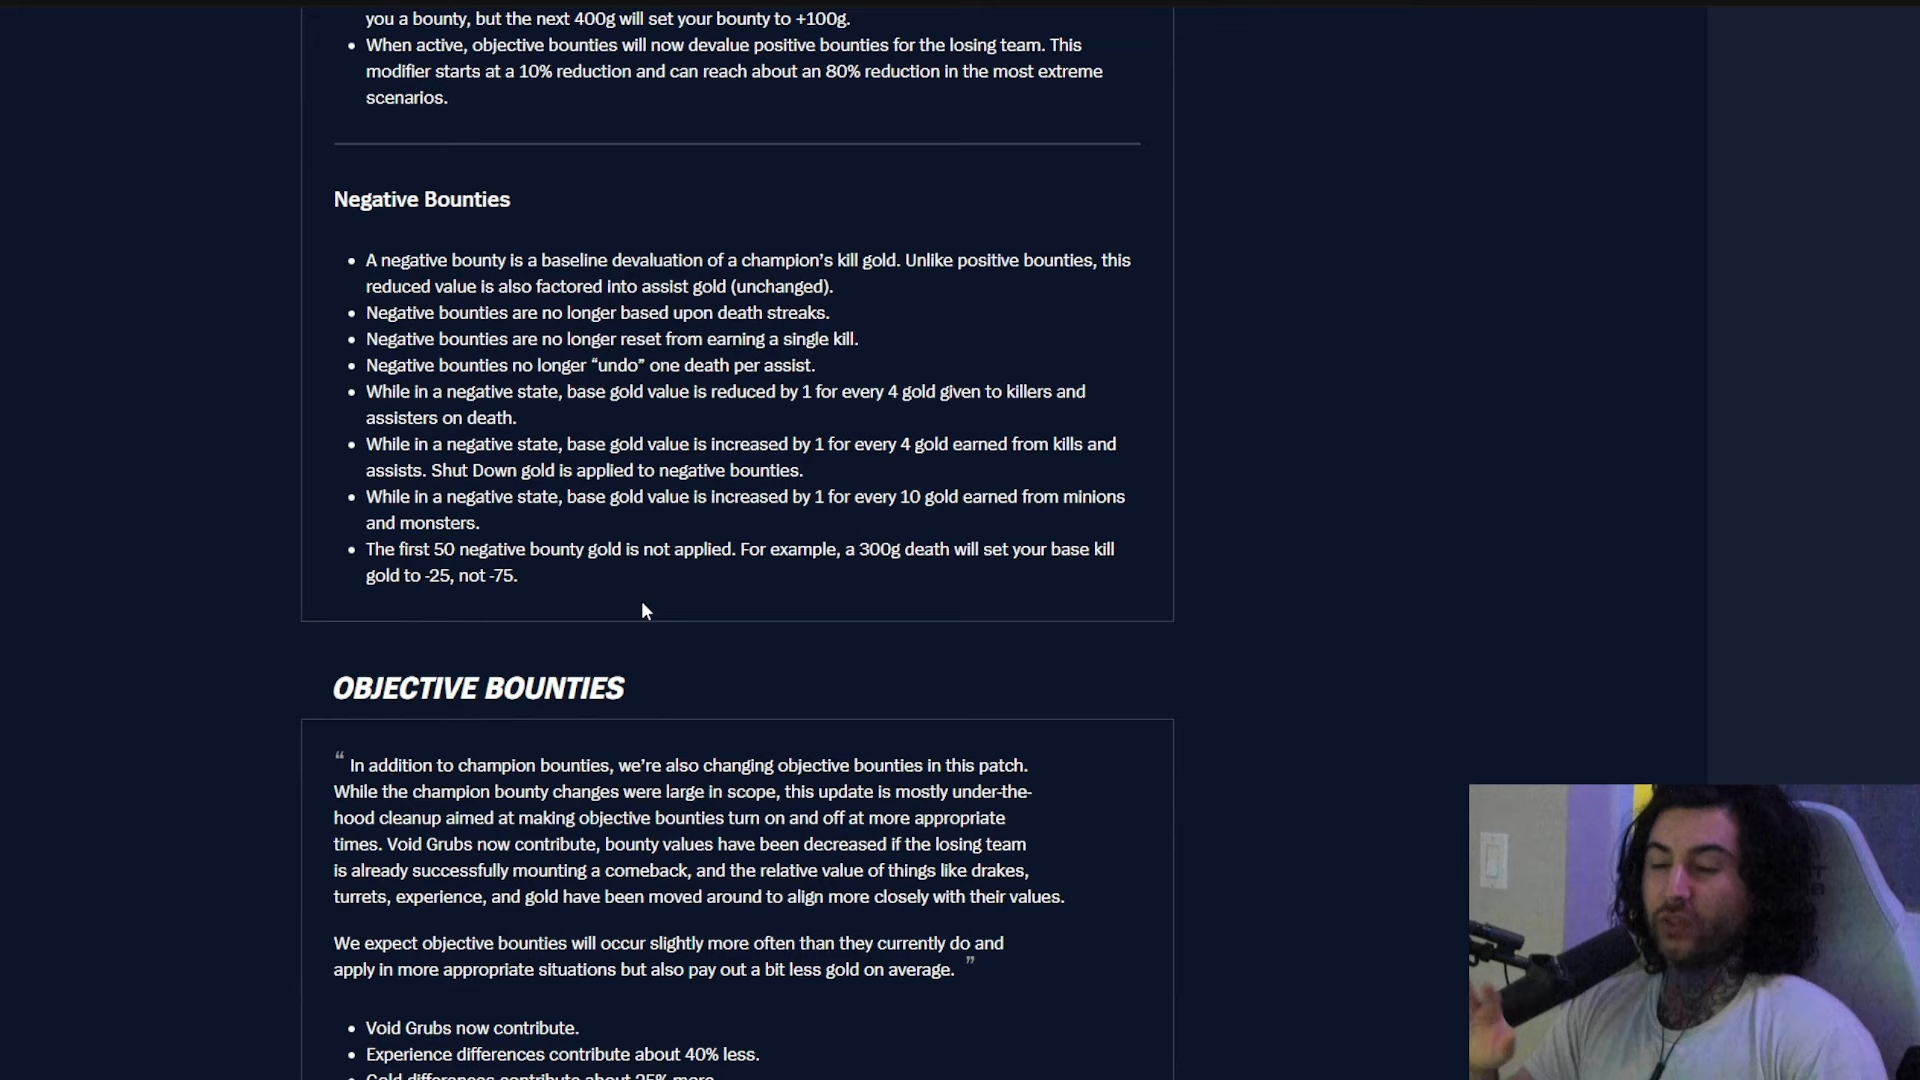 you a bounty, but the next 400g will set your bounty to +100g.
When active, objective bounties will now devalue positive bounties for the losing team. This
modifier starts at a 10% reduction and can reach about an 80% reduction in the most extreme
scenarios.
Negative Bounties
A negative bounty is a baseline devaluation of a champion's kill gold. Unlike positive bounties, this
reduced value is also factored into assist gold (unchanged).
Negative bounties are no longer based upon death streaks.
Negative bounties are no longer reset from earning a single kill.
Negative bounties no longer “undo” one death per assist.
While in a negative state, base gold value is reduced by 1 for every 4 gold given to killers and
assisters on death.
While in a negative state, base gold value is increased by 1 for every 4 gold earned from kills and
assists. Shut Down gold is applied to negative bounties.
While in a negative state, base gold value is increased by 1 for every 10 gold earned from minions
and monsters.
The first 50 negative bounty gold is not applied. For example, a 300g death will set your base kill
gold to -25, not -75.
OBJECTIVE BOUNTIES
“ In addition to champion bounties, we're also changing objective bounties in this patch.
While the champion bounty changes were large in scope, this update is mostly under-the-
hood cleanup aimed at making objective bounties turn on and off at more appropriate
times. Void Grubs now contribute, bounty values have been decreased if the losing team
is already successfully mounting a comeback, and the relative value of things like drakes,
turrets, experience, and gold have been moved around to align more closely with their values.
We expect objective bounties will occur slightly more often than they currently do and
apply in more appropriate situations but also pay out a bit less gold on average. ”
Void Grubs now contribute.
Experience differences contribute about 40% less.
Gold differences contribute about 25% more.